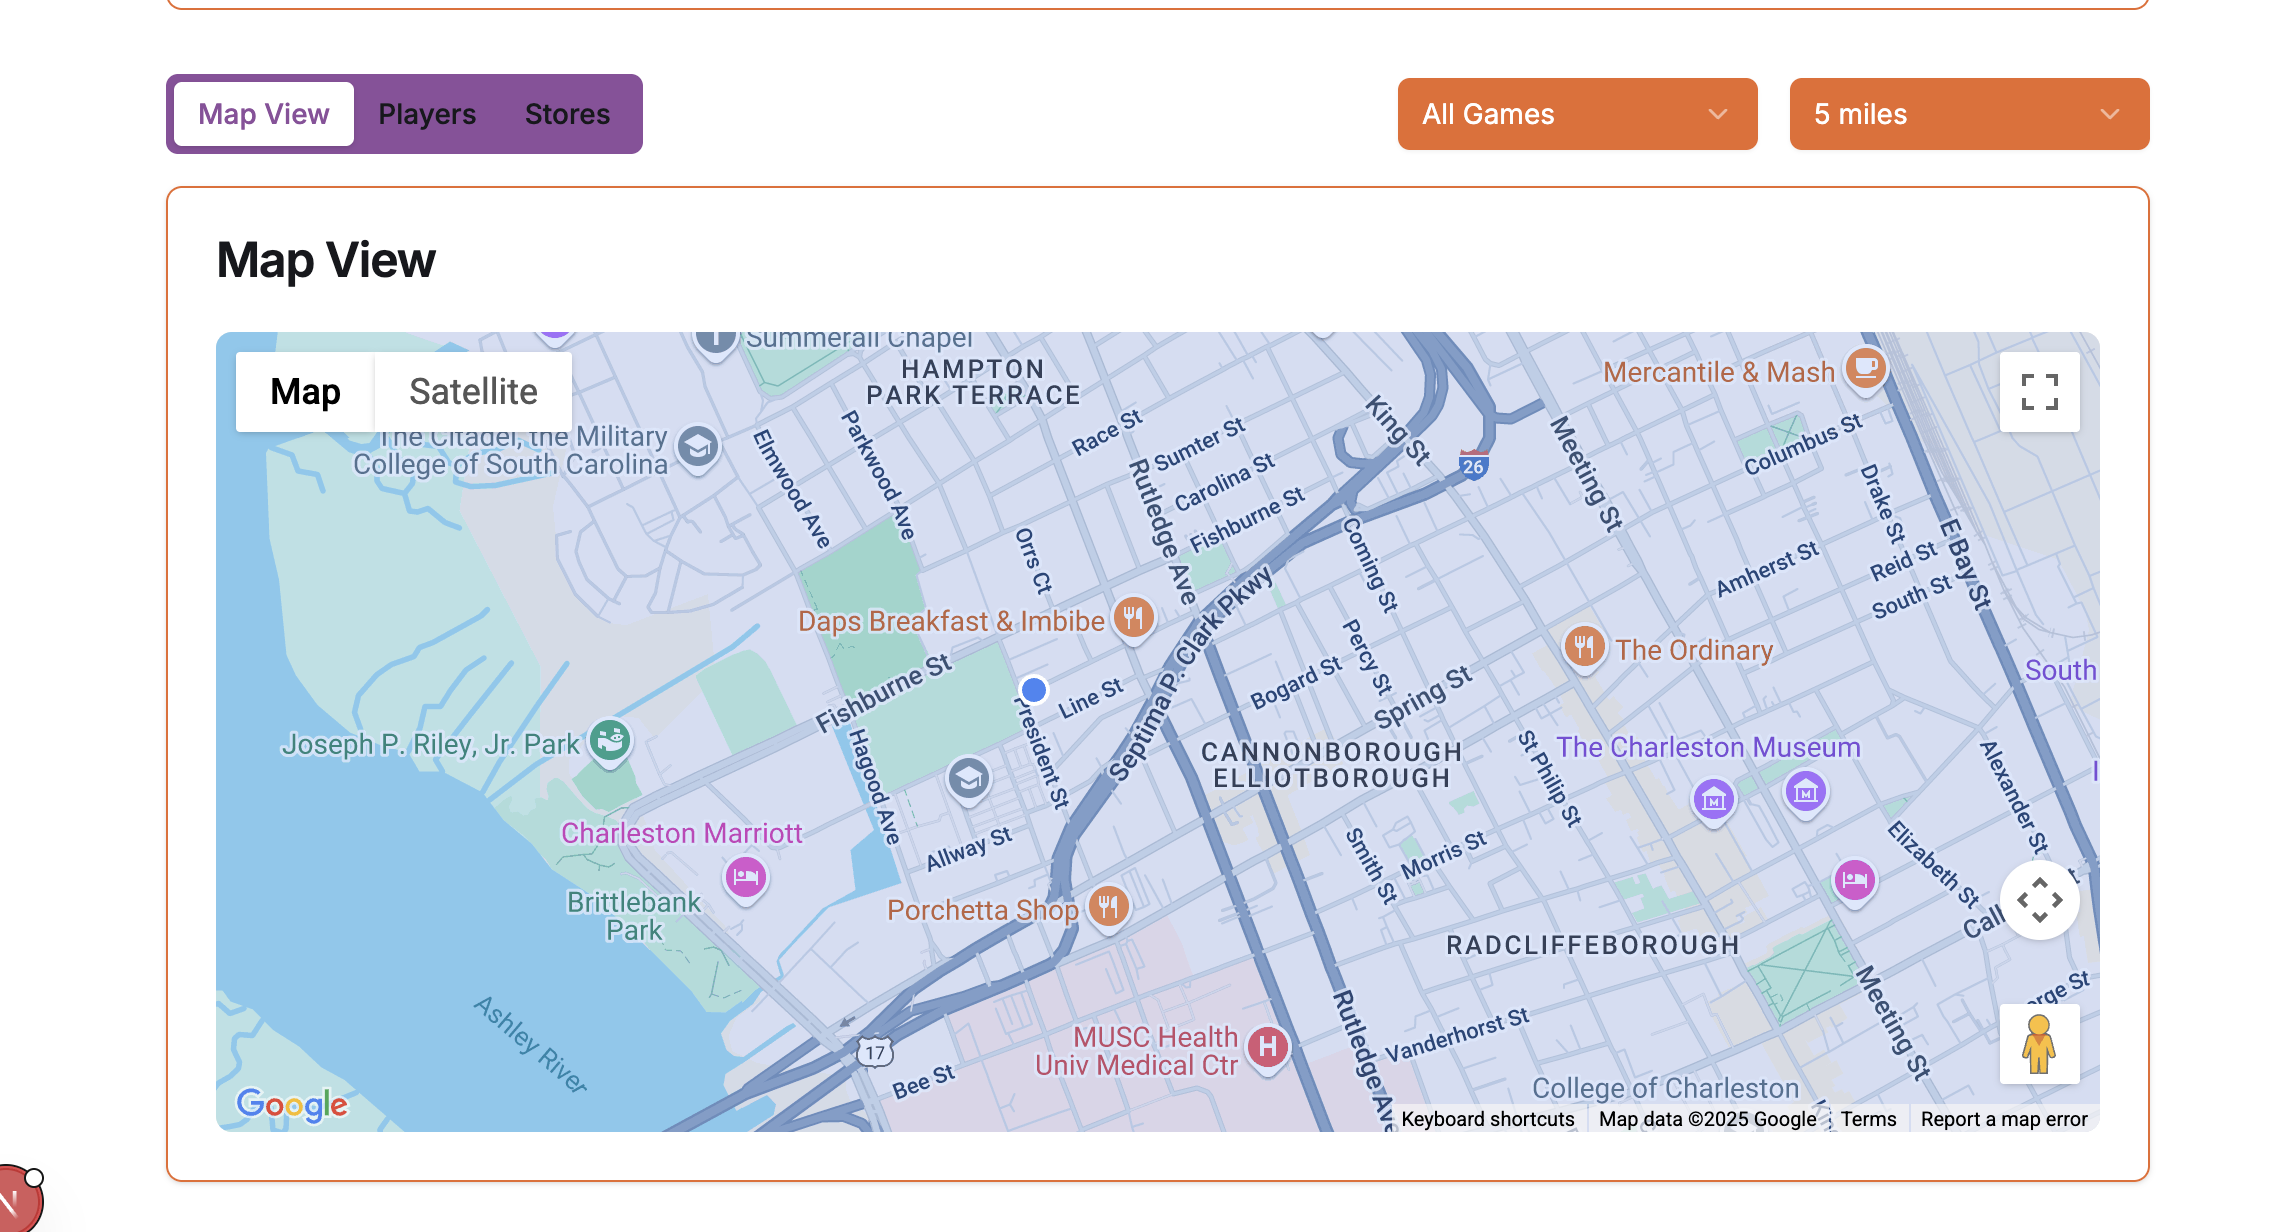 Map View
Players
Stores
All Games
5 miles
Map View
Map
Satellite
Summerall Chapel
HAMPTON
PARK TERRACE
Mercantile & Mash
The Citadel, the Military
College of South Carolina
Elmwood Ave
Parkwood Ave
Race St
Sumter St
Carolina St
Fishburne St
Rutledge Ave
King St
26
Meeting St
Columbus St
Drake St
E Bay St
Reid St
South St
Amherst St
Orrs Ct
Coming St
Daps Breakfast & Imbibe
Septima P. Clark Pkwy
Percy St
Bogard St
Spring St
The Ordinary
South
Fishburne St
Line St
President St
Hagood Ave
Joseph P. Riley, Jr. Park
CANNONBOROUGH
ELLIOTBOROUGH
St Philip St
The Charleston Museum
M
M
Alexander St
Charleston Marriott
Allway St
Smith St
Morris St
Elizabeth St
Brittlebank
Park
Porchetta Shop
RADCLIFFEBOROUGH
Call
Meeting St
orge St
Ashley River
17
Bee St
MUSC Health
Univ Medical Ctr
H
Rutledge Ave
Vanderhorst St
College of Charleston
Google
Keyboard shortcuts
Map data ©2025 Google
Terms
Report a map error
N